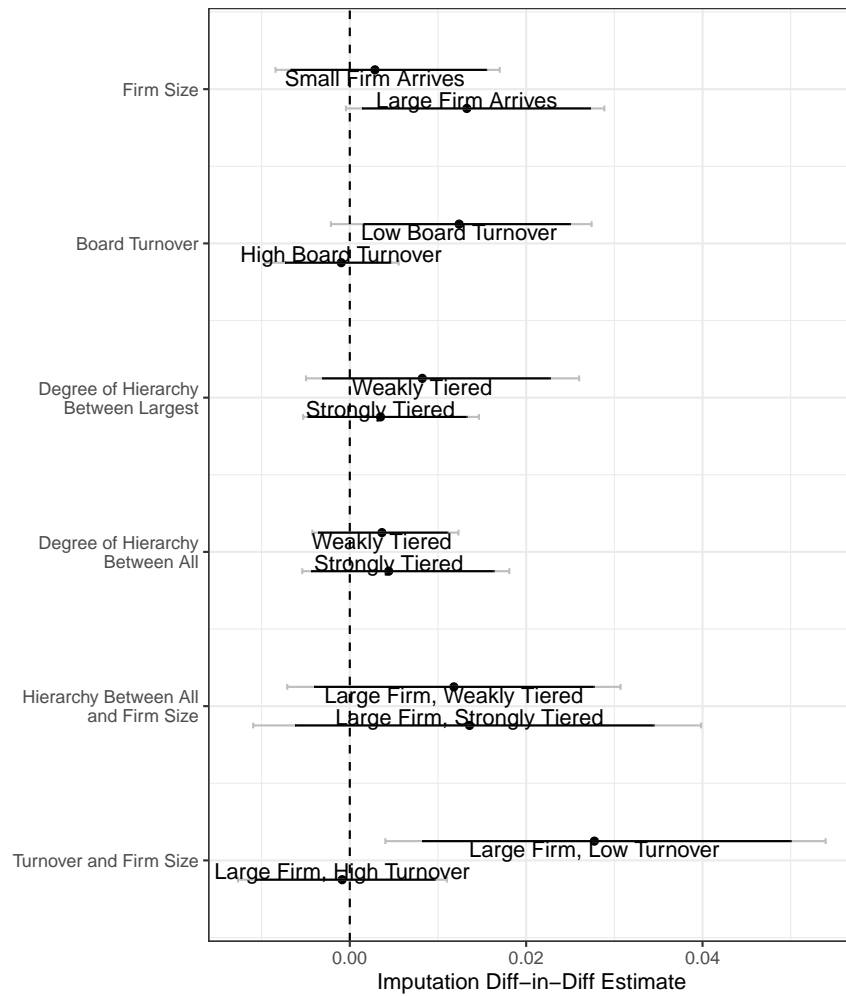 Firm Size
Small Firm Arrives
Large Firm Arrives
Board Turnover
Low Board Turnover
High Board Turnover
Degree of Hierarchy
Between Largest
Weakly Tiered
Strongly Tiered
Degree of Hierarchy
Between All
Weakly Tiered
Strongly Tiered
Hierarchy Between All
and Firm Size
Large Firm, Weakly Tiered
Large Firm, Strongly Tiered
Turnover and Firm Size
Large Firm, Low Turnover
Large Firm, High Turnover
0.00 0.02 0.04
Imputation Diff−in−Diff Estimate